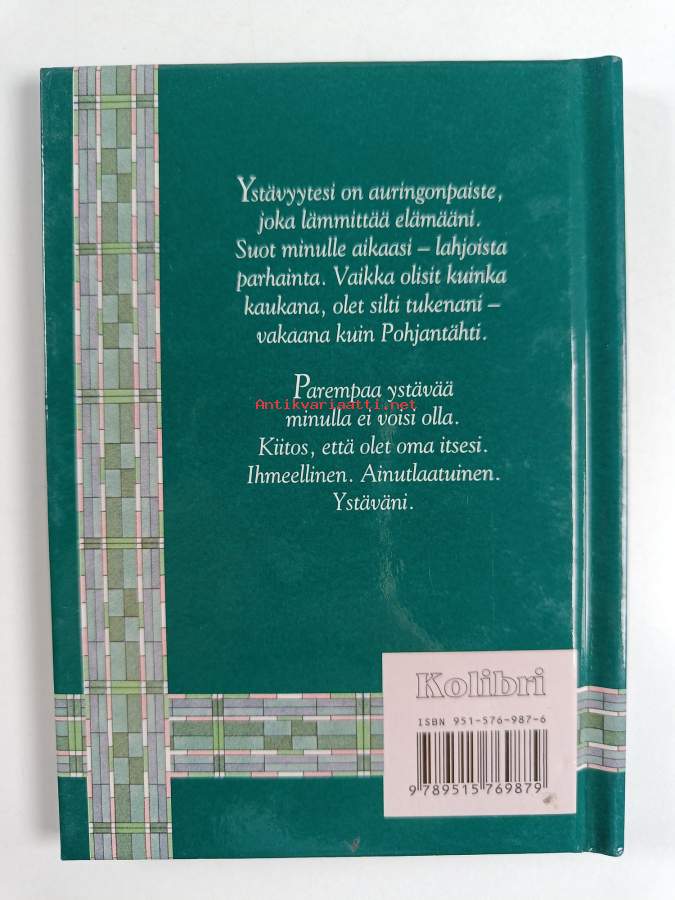 Ystävyytesi on auringonpaiste,
joka lämmittää elämääni.
Suot minulle aikaasi – lahjoista
parhainta. Vaikka olisit kuinka
kaukana, olet silti tukenani –
vakaana kuin Pohjantähti.
Parempaa ystävää
Antikvariaatti.net
minulla ei voisi olla.
Kiitos, että olet oma itsesi.
Ihmeellinen. Ainutlaatuinen.
Ystäväni.
Kolibri
ISBN 951-576-987-6
9 789515 769879